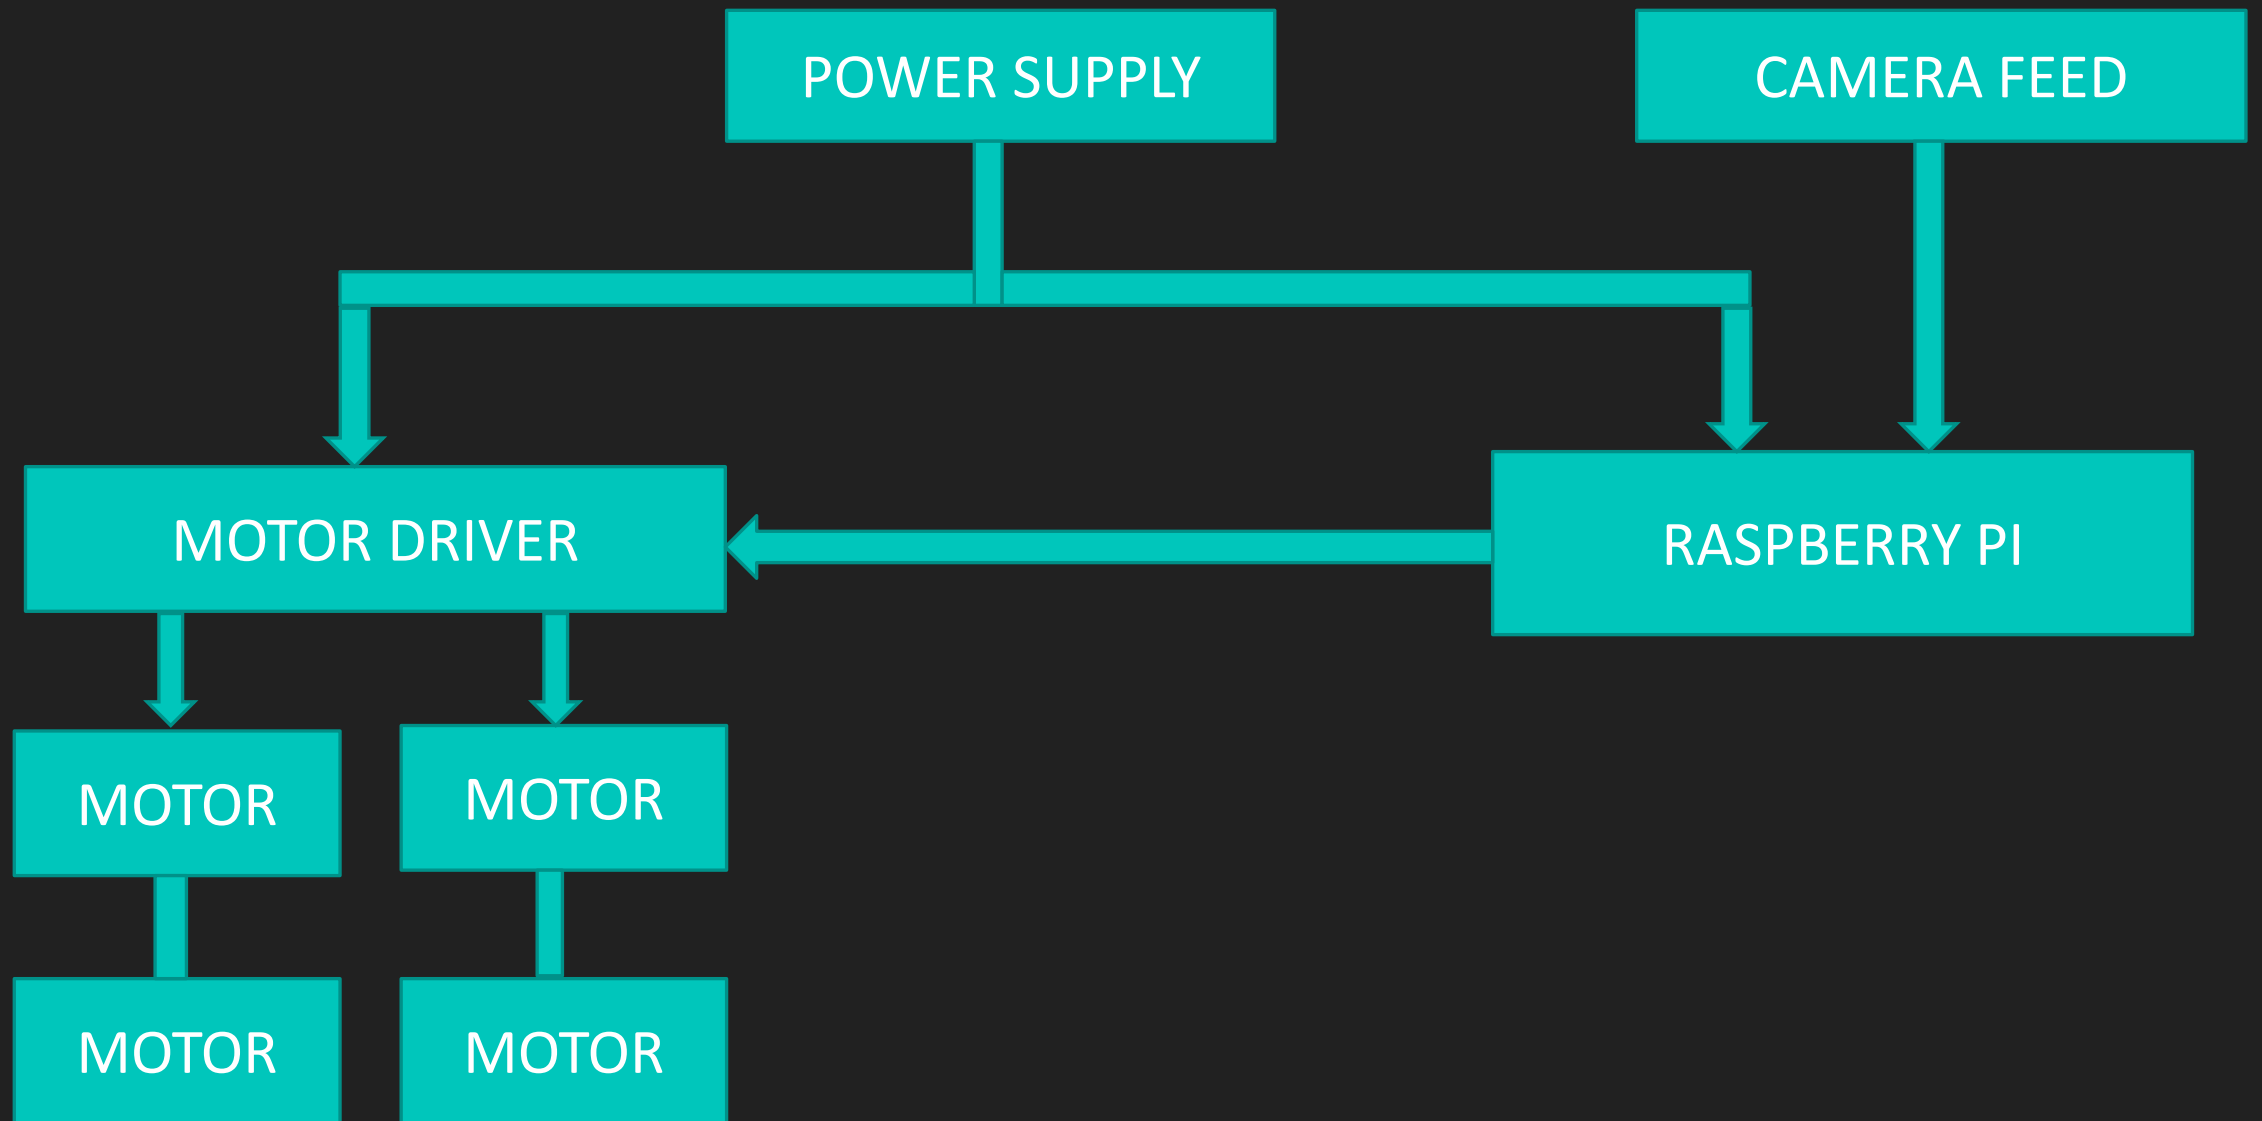 POWER SUPPLY
CAMERA FEED
MOTOR DRIVER
RASPBERRY PI
MOTOR
MOTOR
MOTOR
MOTOR